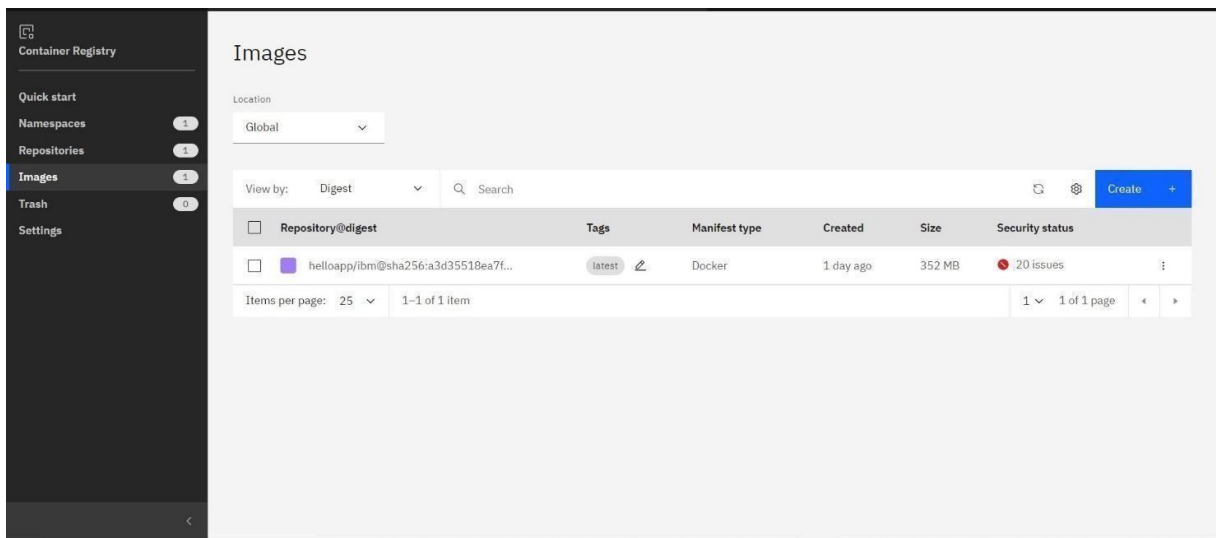 Container Registry
Quick start
Namespaces 1
Repositories 1
Images 1
Trash 0
Settings
Images
Location
Global
View by: Digest Search Create +
Repository@digest Tags Manifest type Created Size Security status
helloapp/ibm@sha256:a3d35518ea7f... latest Docker 1 day ago 352 MB 20 issues
Items per page: 25 1–1 of 1 item 1 1 of 1 page